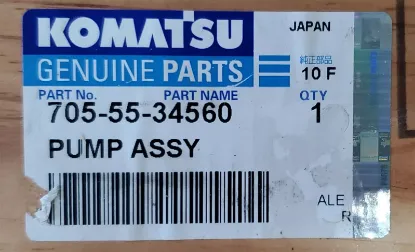 KOMATSU JAPAN
GENUINE PARTS 純正部品
10 F
PART No. PART NAME QTY
705-55-34560 1
PUMP ASSY
ALE
R